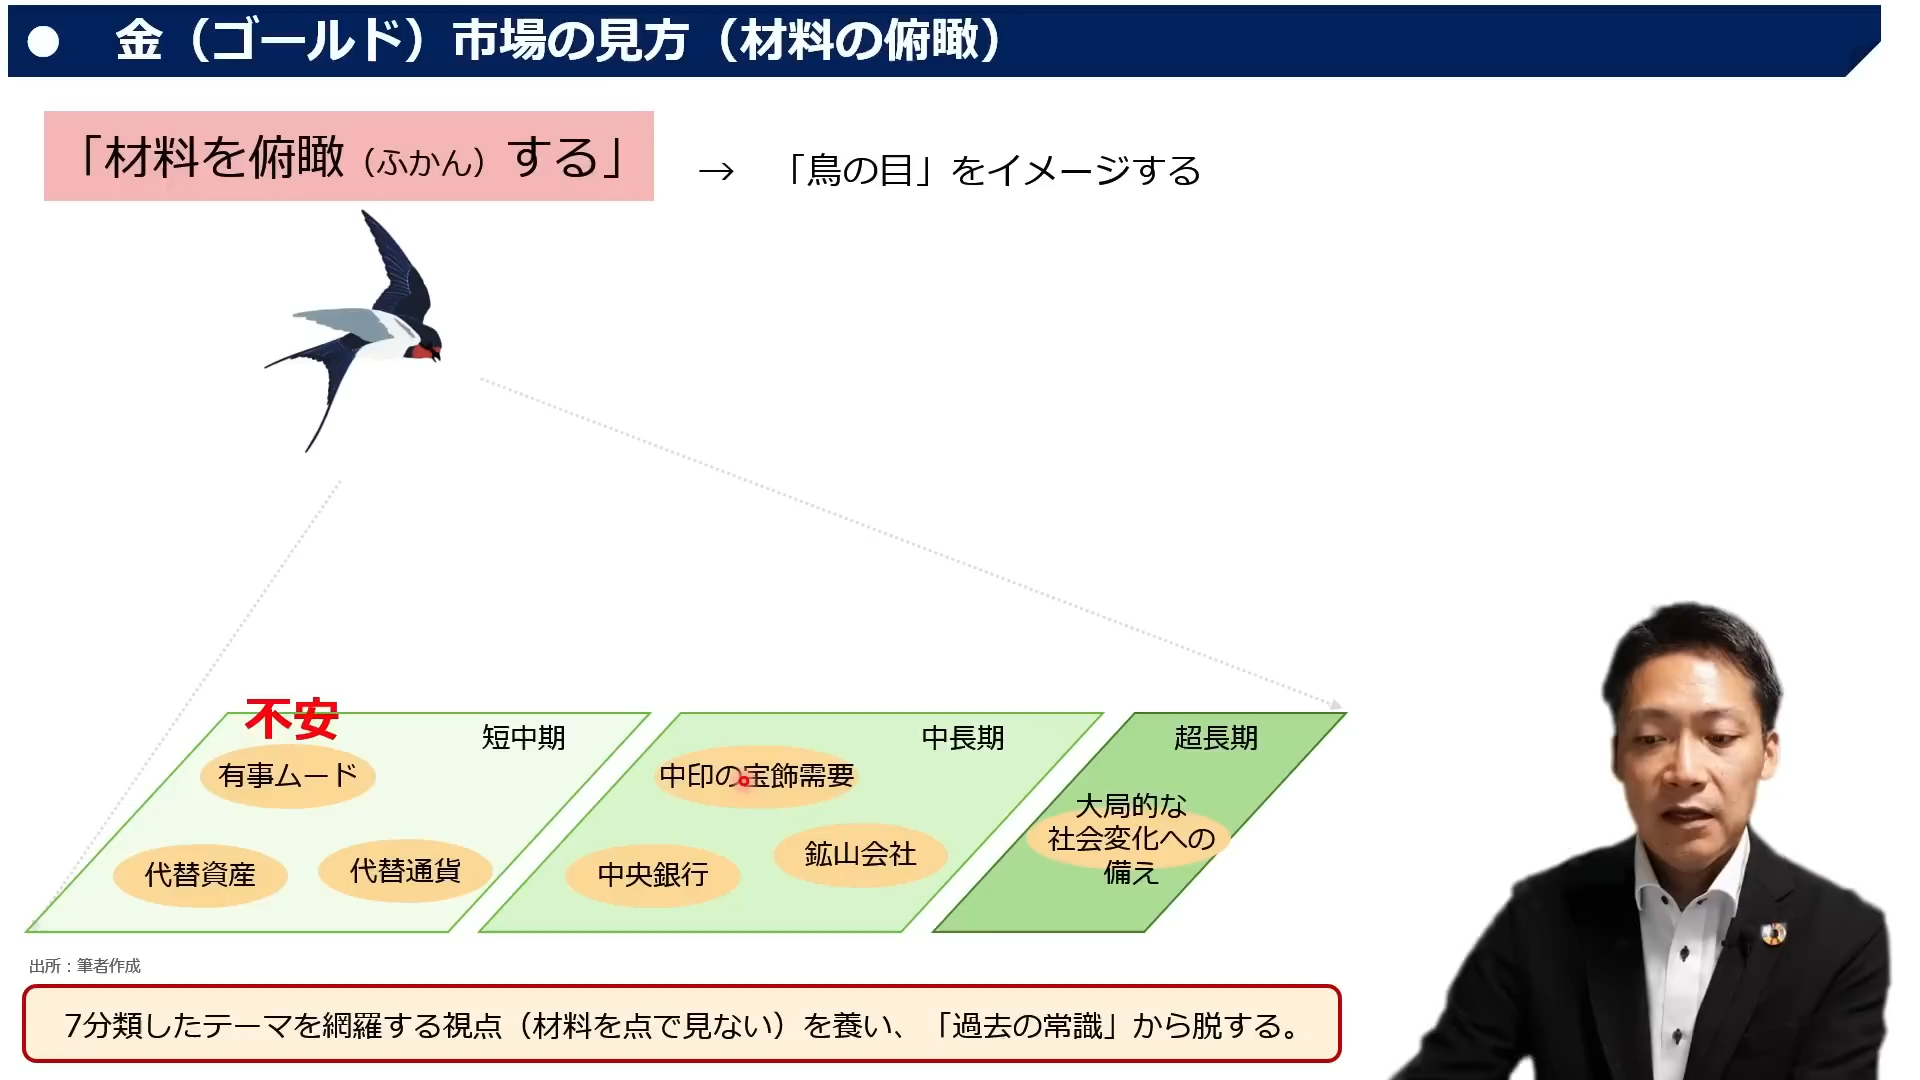 ● 金（ゴールド）市場の見方（材料の俯瞰）
「材料を俯瞰（ふかん）する」 → 「鳥の目」をイメージする
不安
短中期
有事ムード
代替資産
代替通貨
中長期
中印の宝飾需要
中央銀行
鉱山会社
超長期
大局的な
社会変化への
備え
出所：筆者作成
7分類したテーマを網羅する視点（材料を点で見ない）を養い、「過去の常識」から脱する。